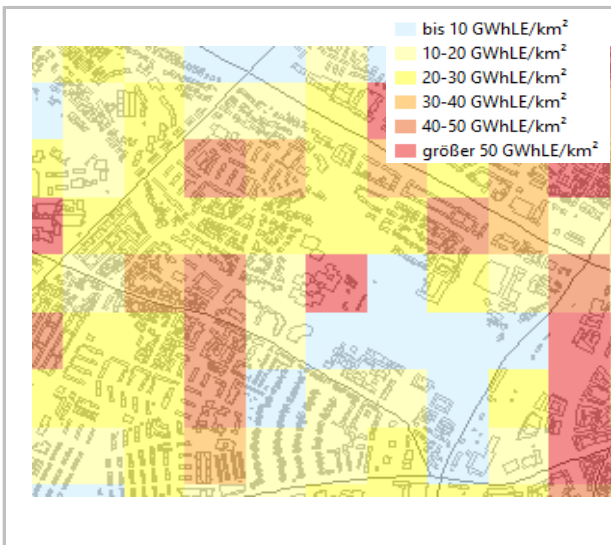 bis 10 GWhLE/km²
10-20 GWhLE/km²
20-30 GWhLE/km²
30-40 GWhLE/km²
40-50 GWhLE/km²
größer 50 GWhLE/km²